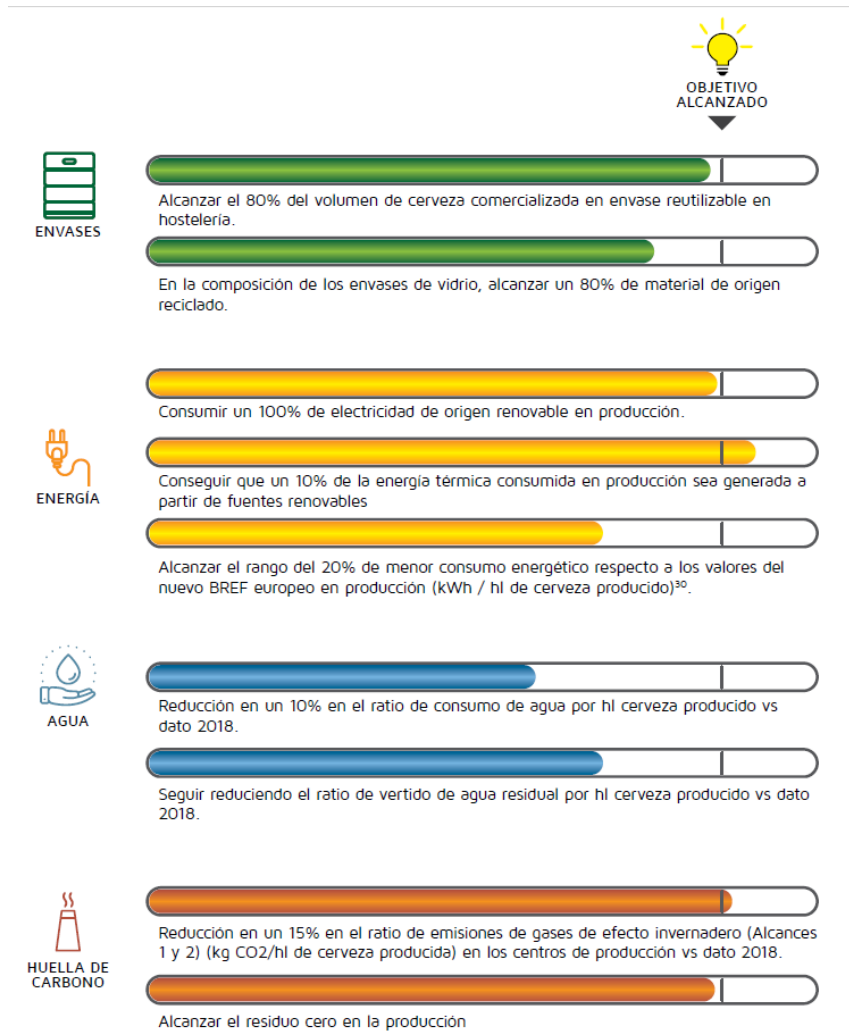 OBJETIVO
ALCANZADO
Alcanzar el 80% del volumen de cerveza comercializada en envase reutilizable en
hostelería.
ENVASES
En la composición de los envases de vidrio, alcanzar un 80% de material de origen
reciclado.
Consumir un 100% de electricidad de origen renovable en producción.
ENERGÍA
Conseguir que un 10% de la energía térmica consumida en producción sea generada a
partir de fuentes renovables
Alcanzar el rango del 20% de menor consumo energético respecto a los valores del
nuevo BREF europeo en producción (kWh / hl de cerveza producido)³⁰.
AGUA
Reducción en un 10% en el ratio de consumo de agua por hl cerveza producido vs
dato 2018.
Seguir reduciendo el ratio de vertido de agua residual por hl cerveza producido vs dato
2018.
HUELLA DE
CARBONO
Reducción en un 15% en el ratio de emisiones de gases de efecto invernadero (Alcances
1 y 2) (kg CO2/hl de cerveza producida) en los centros de producción vs dato 2018.
Alcanzar el residuo cero en la producción